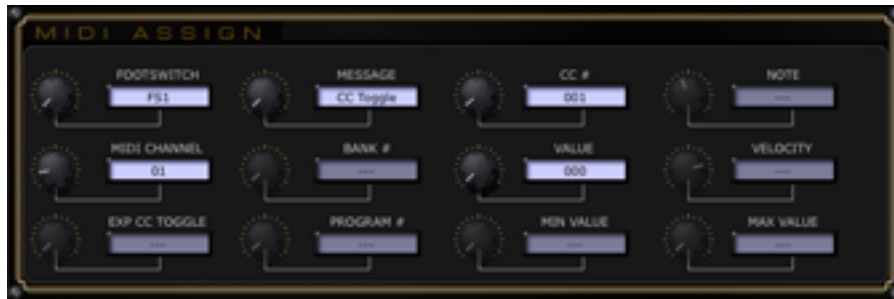 MIDI ASSIGN
FOOTSWITCH MESSAGE CC # NOTE
FS1 CC Toggle 001 ---
MIDI CHANNEL BANK # VALUE VELOCITY
01 --- 000 ---
EXP CC TOGGLE PROGRAM # MIN VALUE MAX VALUE
--- --- --- ---